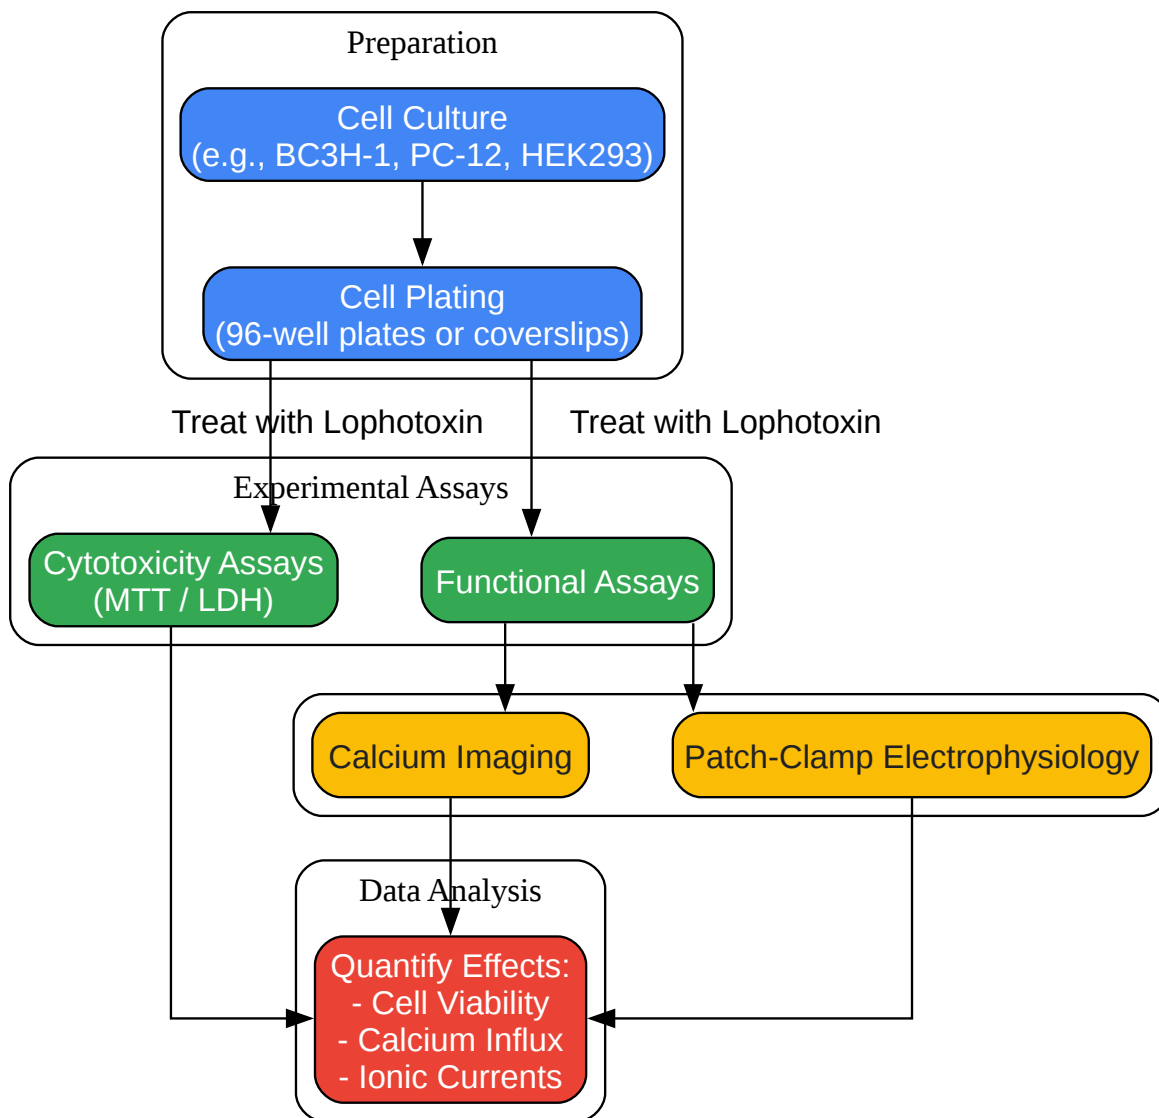 Preparation
Cell Culture
(e.g., BC3H-1, PC-12, HEK293)
Cell Plating
(96-well plates or coverslips)
Treat with Lophotoxin
Treat with Lophotoxin
Experimental Assays
Cytotoxicity Assays
(MTT / LDH)
Functional Assays
Calcium Imaging
Patch-Clamp Electrophysiology
Data Analysis
Quantify Effects:
- Cell Viability
- Calcium Influx
- Ionic Currents